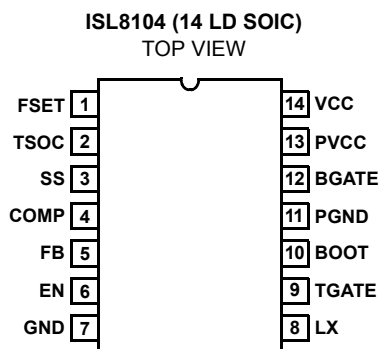 ISL8104 (14 LD SOIC)
TOP VIEW
FSET 1
14 VCC
TSOC 2
13 PVCC
SS 3
12 BGATE
COMP 4
11 PGND
FB 5
10 BOOT
EN 6
9 TGATE
GND 7
8 LX